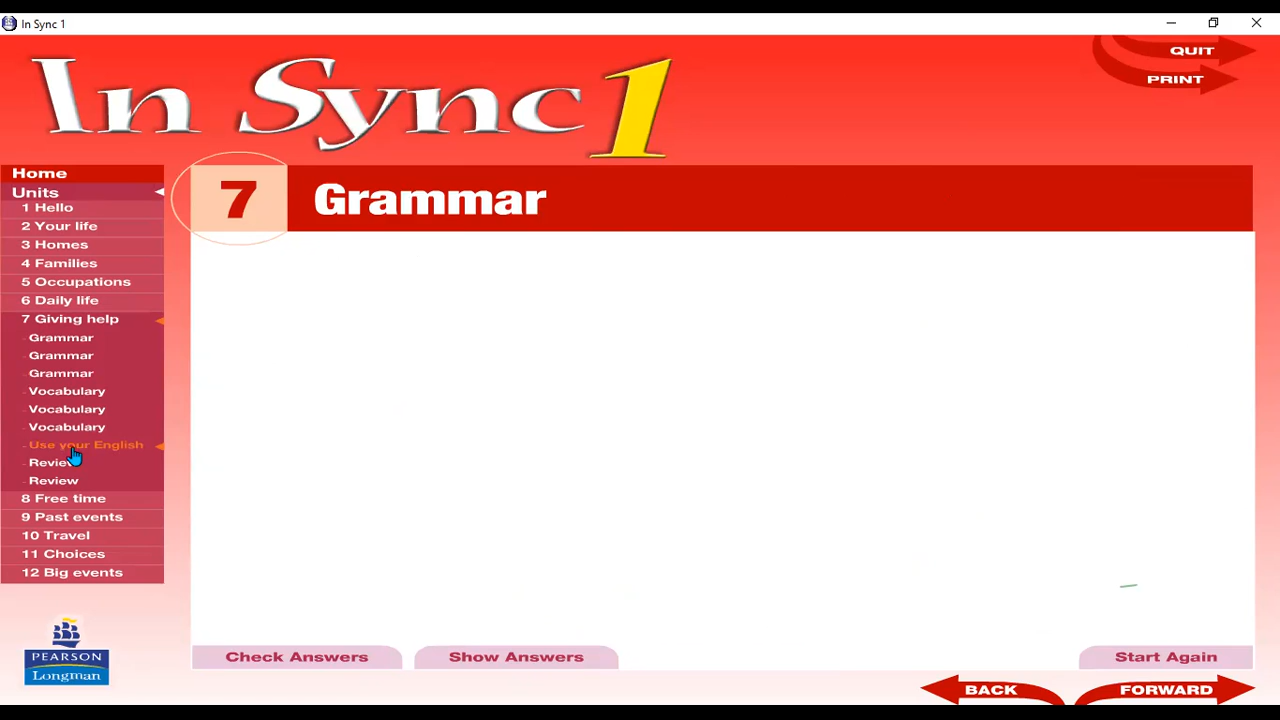 In Sync 1
QUIT
PRINT
In Sync 1
Home
Units
1 Hello
2 Your life
3 Homes
4 Families
5 Occupations
6 Daily life
7 Giving help
- Grammar
- Grammar
- Grammar
- Vocabulary
- Vocabulary
- Vocabulary
- Use your English
- Review
- Review
8 Free time
9 Past events
10 Travel
11 Choices
12 Big events
PEARSON
Longman
7 Grammar
Check Answers
Show Answers
Start Again
BACK
FORWARD